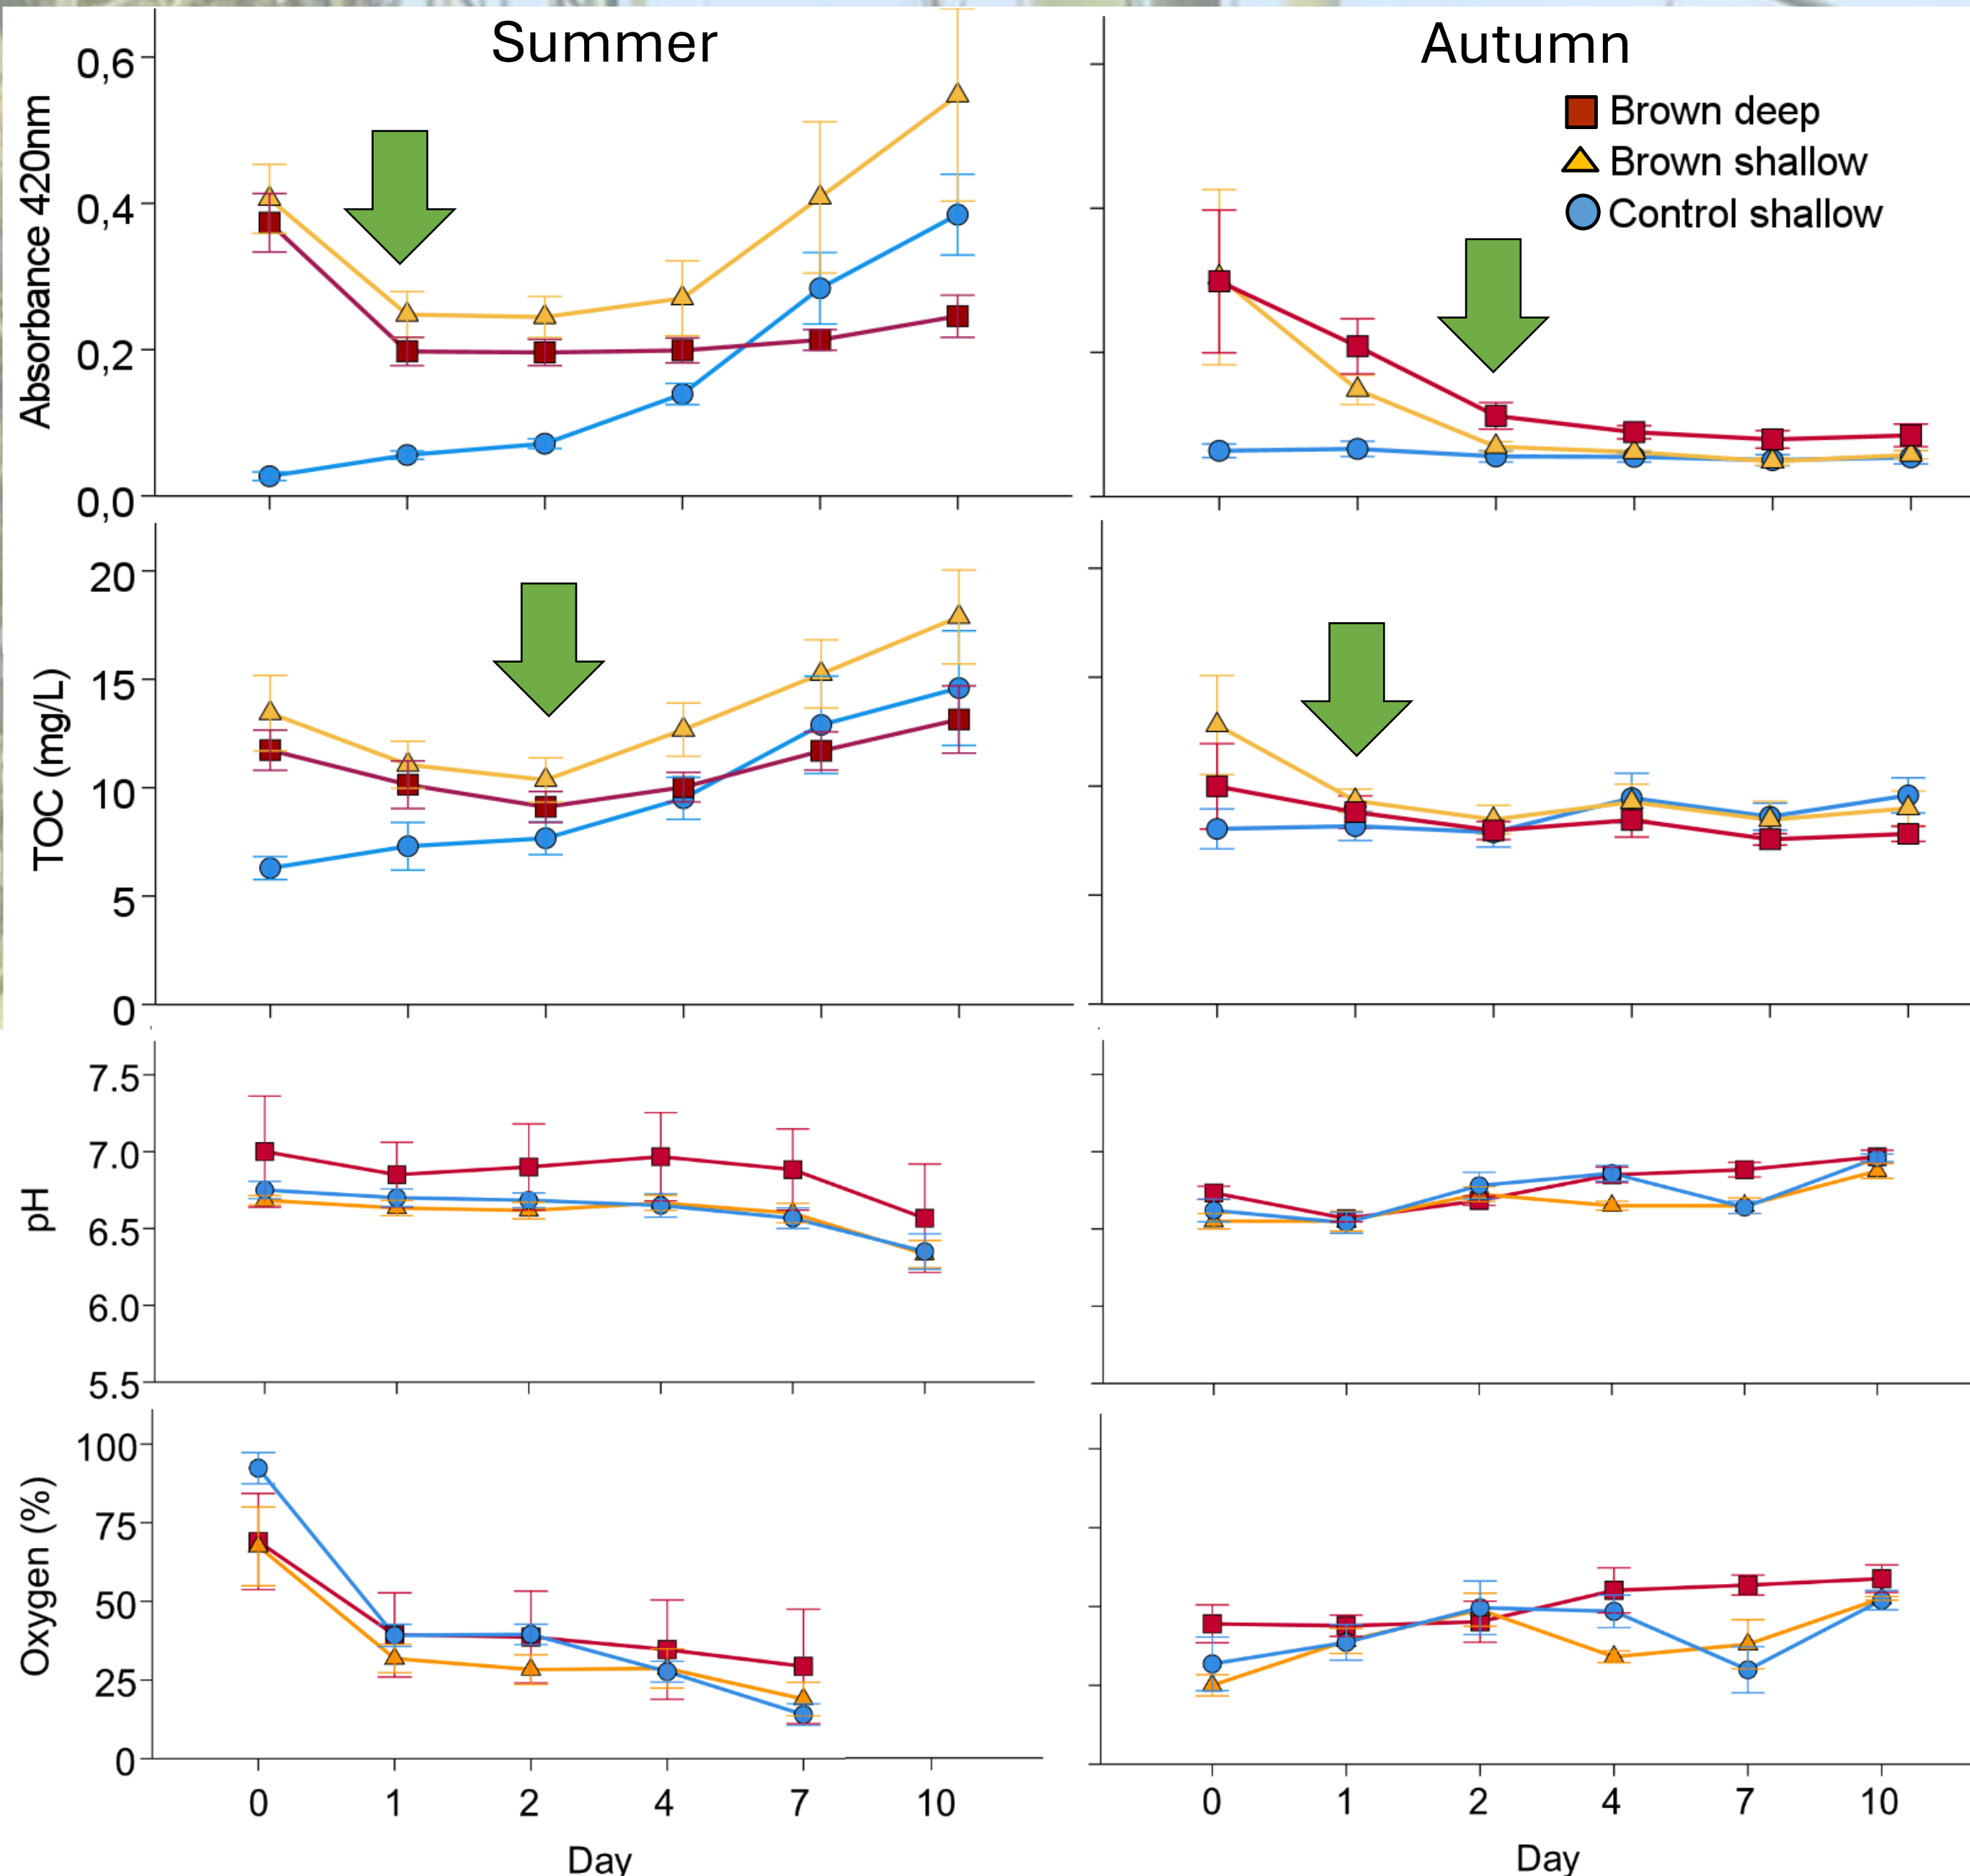 Summer
Autumn
Brown deep
Brown shallow
Control shallow
Absorbance 420nm
0,6
0,4
0,2
0,0
TOC (mg/L)
20
15
10
5
0
pH
7.5
7.0
6.5
6.0
5.5
Oxygen (%)
100
75
50
25
0
0 1 2 4 7 10
Day
0 1 2 4 7 10
Day